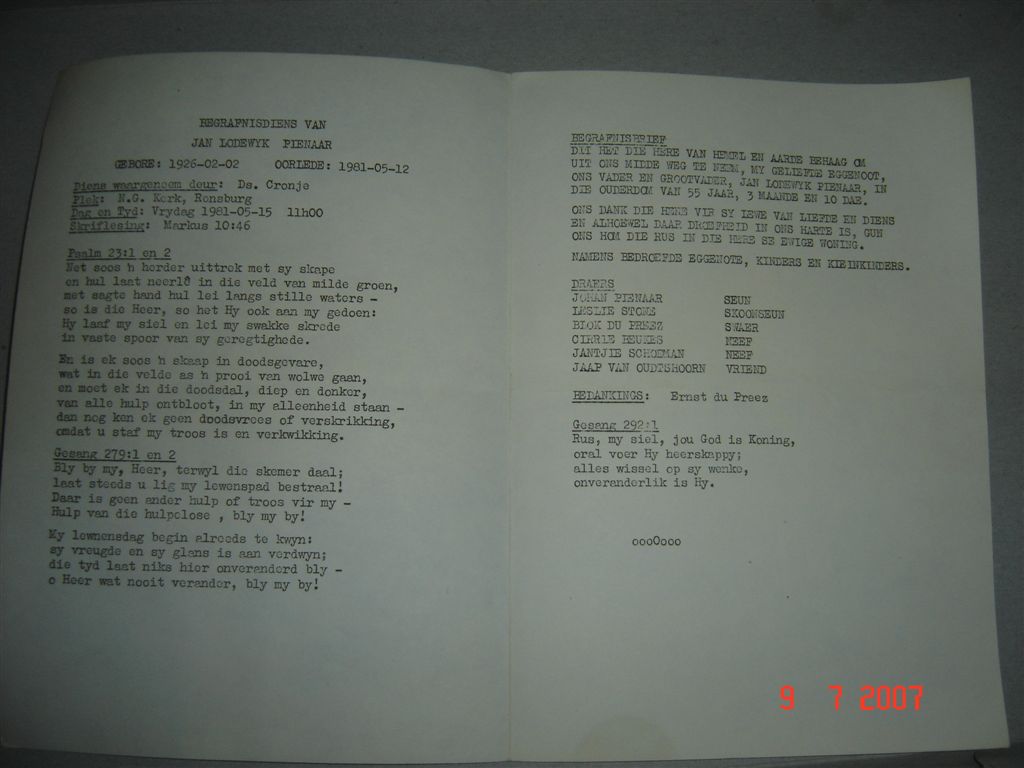 BEGRAFNISDIENS VAN
JAN LODEWYK PIENAAR
GEBORE: 1926-02-02 OORLEDE: 1981-05-12
Diens waargeneem deur: Ds. Cronje
Plek: N.G. Kerk, Ronsburg
Dag en Tyd: Vrydag 1981-05-15 11h00
Skriflesing: Markus 10:46
Psalm 23:1 en 2
Net soos 'n herder uittrek met sy skape
en hul laat neerlê in die veld van milde groen,
met sagte hand hul lei langs stille waters -
so is die Heer, so het Hy ook aan my gedoen:
Hy laaf my siel en lei my swakke skrede
in vaste spoor van sy geregtighede.
En is ek soos 'n skaap in doodsgevare,
wat in die velde as 'n prooi van wolwe gaan,
en moet ek in die doodsdal, diep en donker,
van alle hulp ontbloot, in my alleenheid staan -
dan nog ken ek geen doodsvrees of verskrikking,
omdat u staf my troos is en verkwikking.
Gesang 279:1 en 2
Bly by my, Heer, terwyl die skemer daal;
laat steeds u lig my lewenspad bestraal!
Daar is geen ander hulp of troos vir my -
Hulp van die hulpelose , bly my by!
My lewnensdag begin alreeds te kwyn:
sy vreugde en sy glans is aan verdwyn;
die tyd laat niks hier onveranderd bly -
o Heer wat nooit verander, bly my by!
BEGRAFNISBRIEF
DIT HET DIE HERE VAN HEMEL EN AARDE BEHAAG OM
UIT ONS MIDDE WEG TE NEEM, MY GELIEFDE EGGENOOT,
ONS VADER EN GROOTVADER, JAN LODEWYK PIENAAR, IN
DIE OUDERDOM VAN 55 JAAR, 3 MAANDE EN 10 DAE.
ONS DANK DIE HERE VIR SY LEWE VAN LIEFDE EN DIENS
EN ALHOEWEL DAAR DROEFHEID IN ONS HARTE IS, GUN
ONS HOM DIE RUS IN DIE HERE SE EWIGE WONING.
NAMENS BEDROEFDE EGGENOTE, KINDERS EN KLEINKINDERS.
DRAERS
JOHAN PIENAAR SEUN
LESLIE STONE SKOONSEUN
BLOK DU PREEZ SWAER
CIRRIE BEUKES NEEF
JANTJIE SCHOEMAN NEEF
JAAP VAN OUDTSHOORN VRIEND
BEDANKINGS: Ernst du Preez
Gesang 292:1
Rus, my siel, jou God is Koning,
oral voer Hy heerskappy;
alles wissel op sy wenke,
onveranderlik is Hy.
oooOooo
9 7 2007